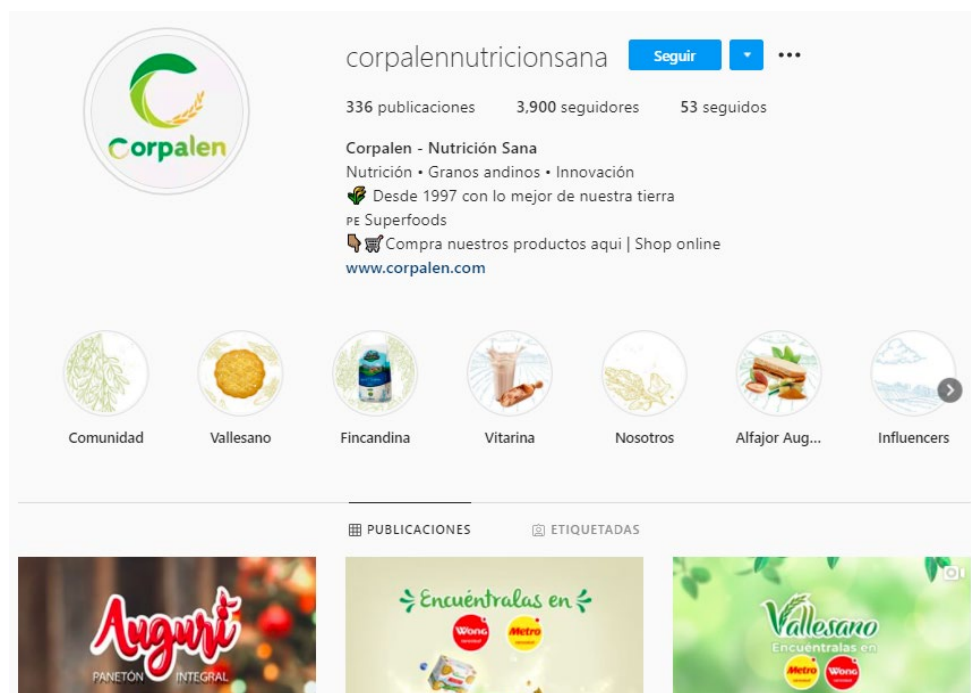 Corpalen
corpalennutricionsana Seguir
336 publicaciones 3,900 seguidores 53 seguidos
Corpalen - Nutrición Sana
Nutrición • Granos andinos • Innovación
🌾 Desde 1997 con lo mejor de nuestra tierra
PE Superfoods
👇🏽🛒 Compra nuestros productos aqui | Shop online
www.corpalen.com
Comunidad Vallesano Fincandina Vitarina Nosotros Alfajor Aug... Influencers
PUBLICACIONES ETIQUETADAS
Auguri
PANETÓN INTEGRAL
Encuéntralas en
Wong Metro
Vallesano
Encuéntralas en
Metro Wong